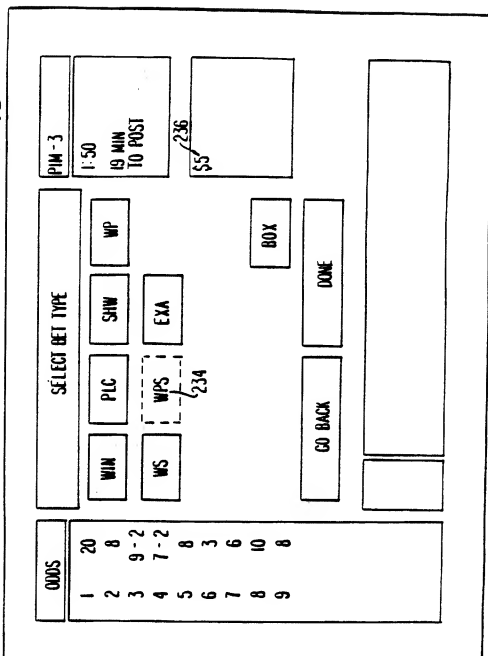 ODDS
1 20
2 8
3 9-2
4 7-2
5 8
6 3
7 6
8 10
9 8
SELECT BET TYPE
WIN PLC SHW WP
WS WPS EXA
234
BOX
GO BACK DONE
PIM-3
1:50
19 MIN
TO POST
236
$5